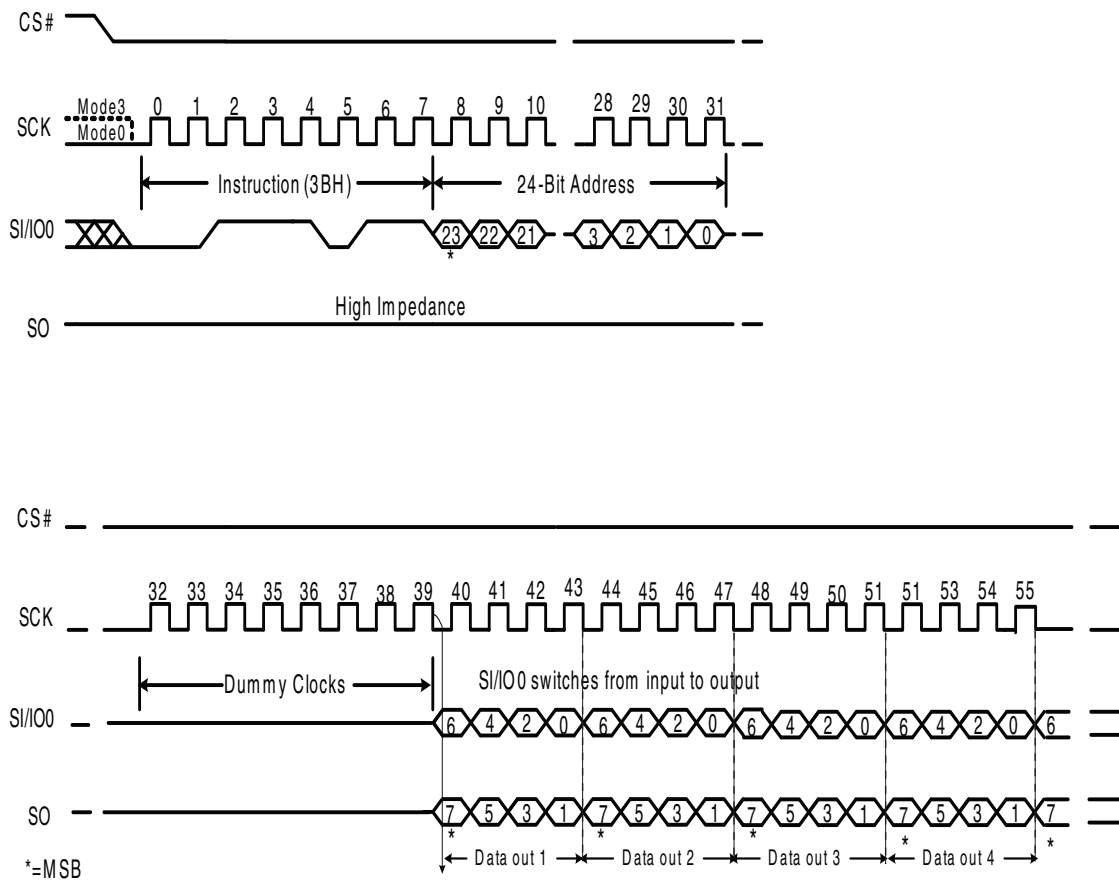 CS#
Mode3 0 1 2 3 4 5 6 7 8 9 10 28 29 30 31
SCK
Mode0
Instruction (3BH) 24-Bit Address
SI/IO0 23 22 21 3 2 1 0
*
High Impedance
SO
CS#
32 33 34 35 36 37 38 39 40 41 42 43 44 45 46 47 48 49 50 51 51 53 54 55
SCK
Dummy Clocks SI/IO0 switches from input to output
SI/IO0 6 4 2 0 6 4 2 0 6 4 2 0 6 4 2 0 6
SO 7 5 3 1 7 5 3 1 7 5 3 1 7 5 3 1 7
* * * * *
Data out 1 Data out 2 Data out 3 Data out 4
*=MSB